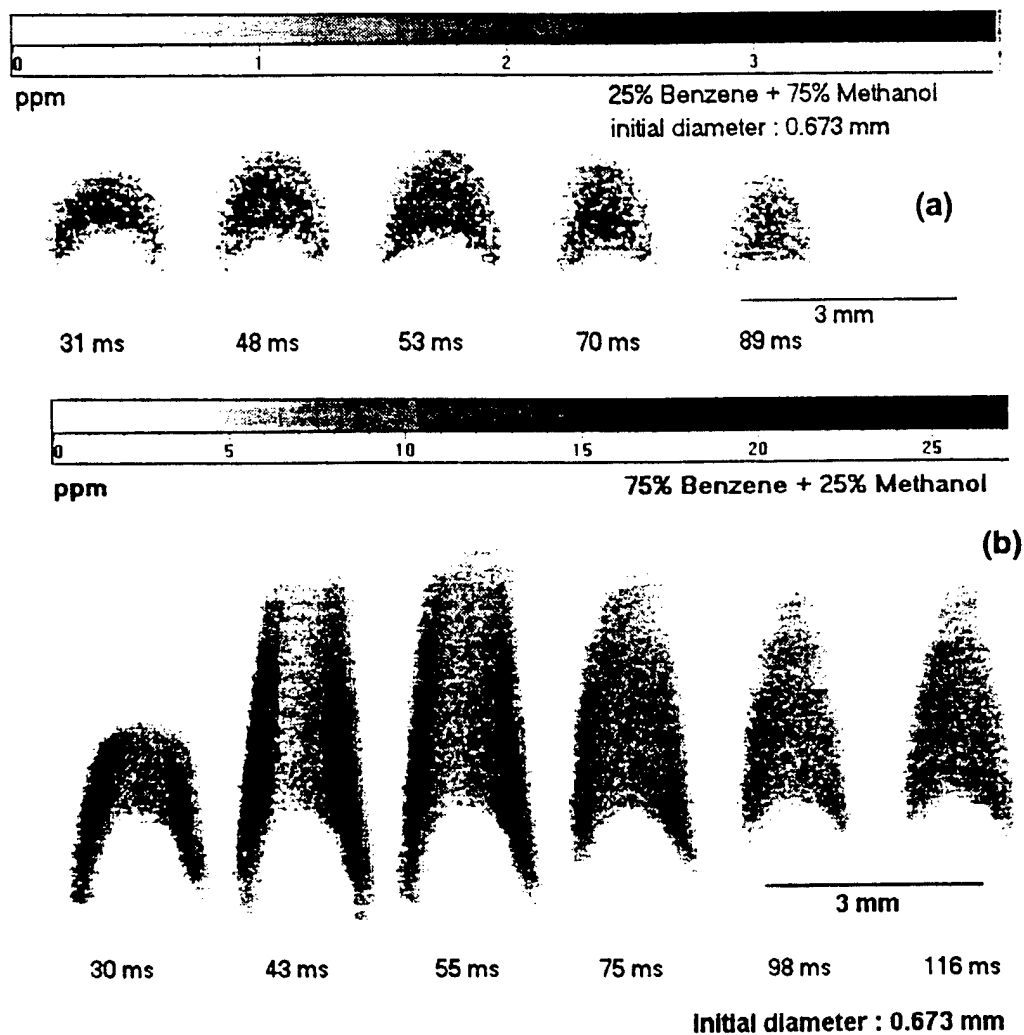 0 1 2 3
ppm
25% Benzene + 75% Methanol
initial diameter : 0.673 mm
(a)
3 mm
31 ms 48 ms 53 ms 70 ms 89 ms
0 5 10 15 20 25
ppm
75% Benzene + 25% Methanol
(b)
3 mm
30 ms 43 ms 55 ms 75 ms 98 ms 116 ms
Initial diameter : 0.673 mm